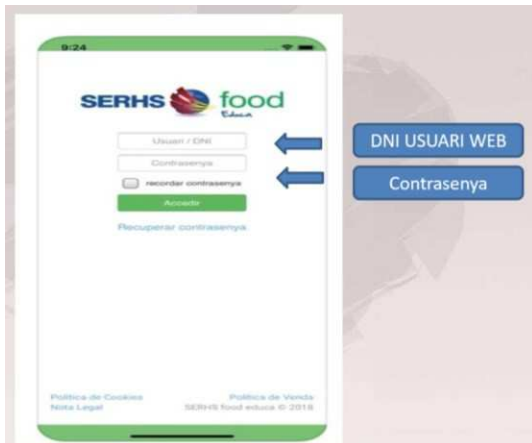 9:24
SERHS food
Educa
Usuari / DNI
Contrasenya
recordar contrasenya
Accedir
Recuperar contrasenya
DNI USUARI WEB
Contrasenya
Política de Cookies
Política de Venda
Nota Legal
SERHS food educa © 2018